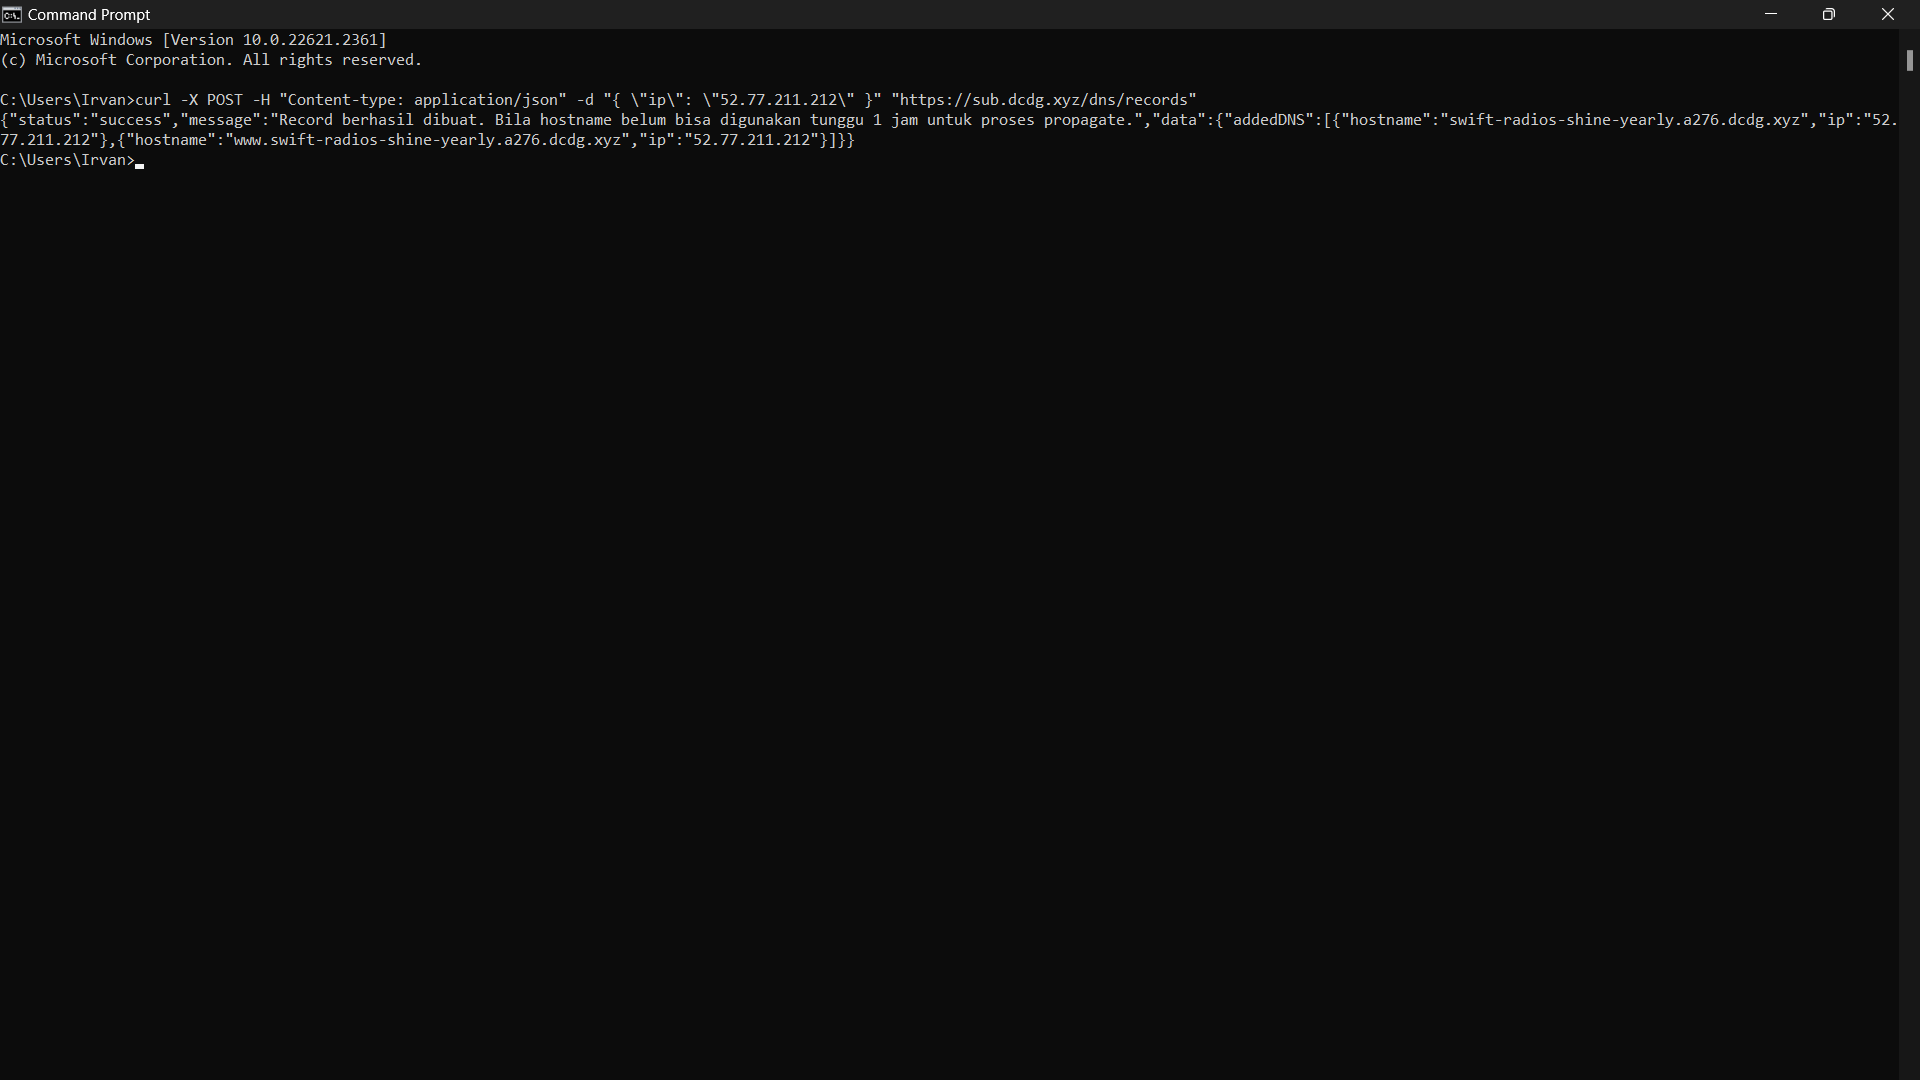 Command Prompt
Microsoft Windows [Version 10.0.22621.2361]
(c) Microsoft Corporation. All rights reserved.
C:\Users\Irvan>curl -X POST -H "Content-type: application/json" -d "{ \"ip\": \"52.77.211.212\" }" "https://sub.dcdg.xyz/dns/records"
{"status":"success","message":"Record berhasil dibuat. Bila hostname belum bisa digunakan tunggu 1 jam untuk proses propagate.","data":{"addedDNS":[{"hostname":"swift-radios-shine-yearly.a276.dcdg.xyz","ip":"52.
77.211.212"},{"hostname":"www.swift-radios-shine-yearly.a276.dcdg.xyz","ip":"52.77.211.212"}]}}
C:\Users\Irvan>